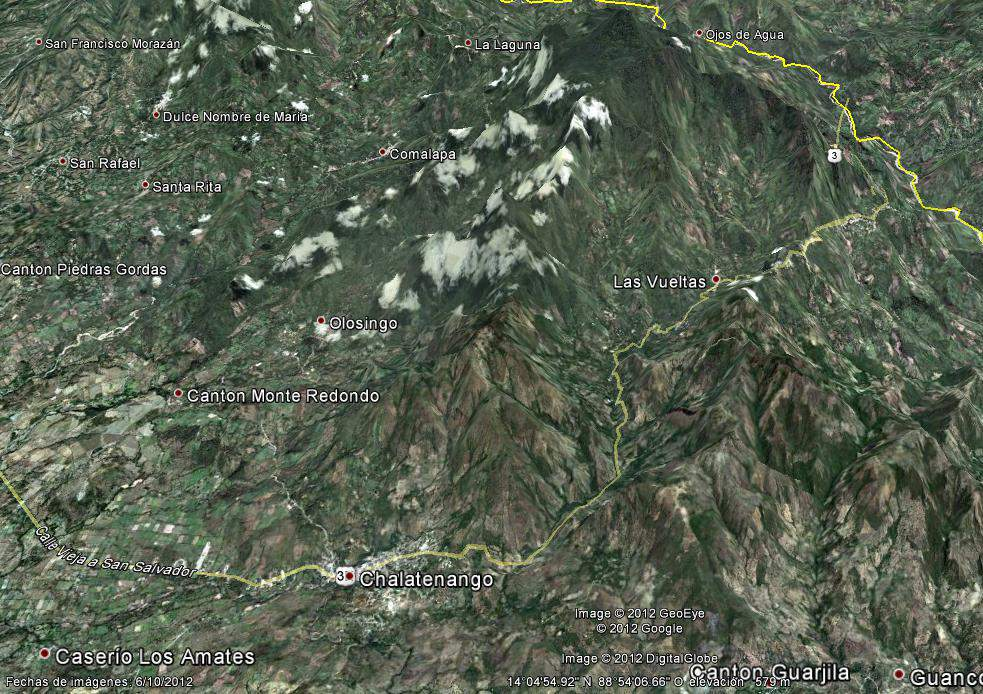 Ojos de Agua
San Francisco Morazán
La Laguna
Dulce Nombre de Maria
Comalapa
3
San Rafael
Santa Rita
Canton Piedras Gordas
Las Vueltas
Olosingo
Canton Monte Redondo
Calle Vieja a San Salvador
3
Chalatenango
Image © 2012 GeoEye
© 2012 Google
Caserío Los Amates
Image © 2012 DigitalGlobe
Canton Guarjila
Guanco
Fechas de imágenes: 6/10/2012
14°04'54.92" N 88°54'06.66" O elevación 579 m